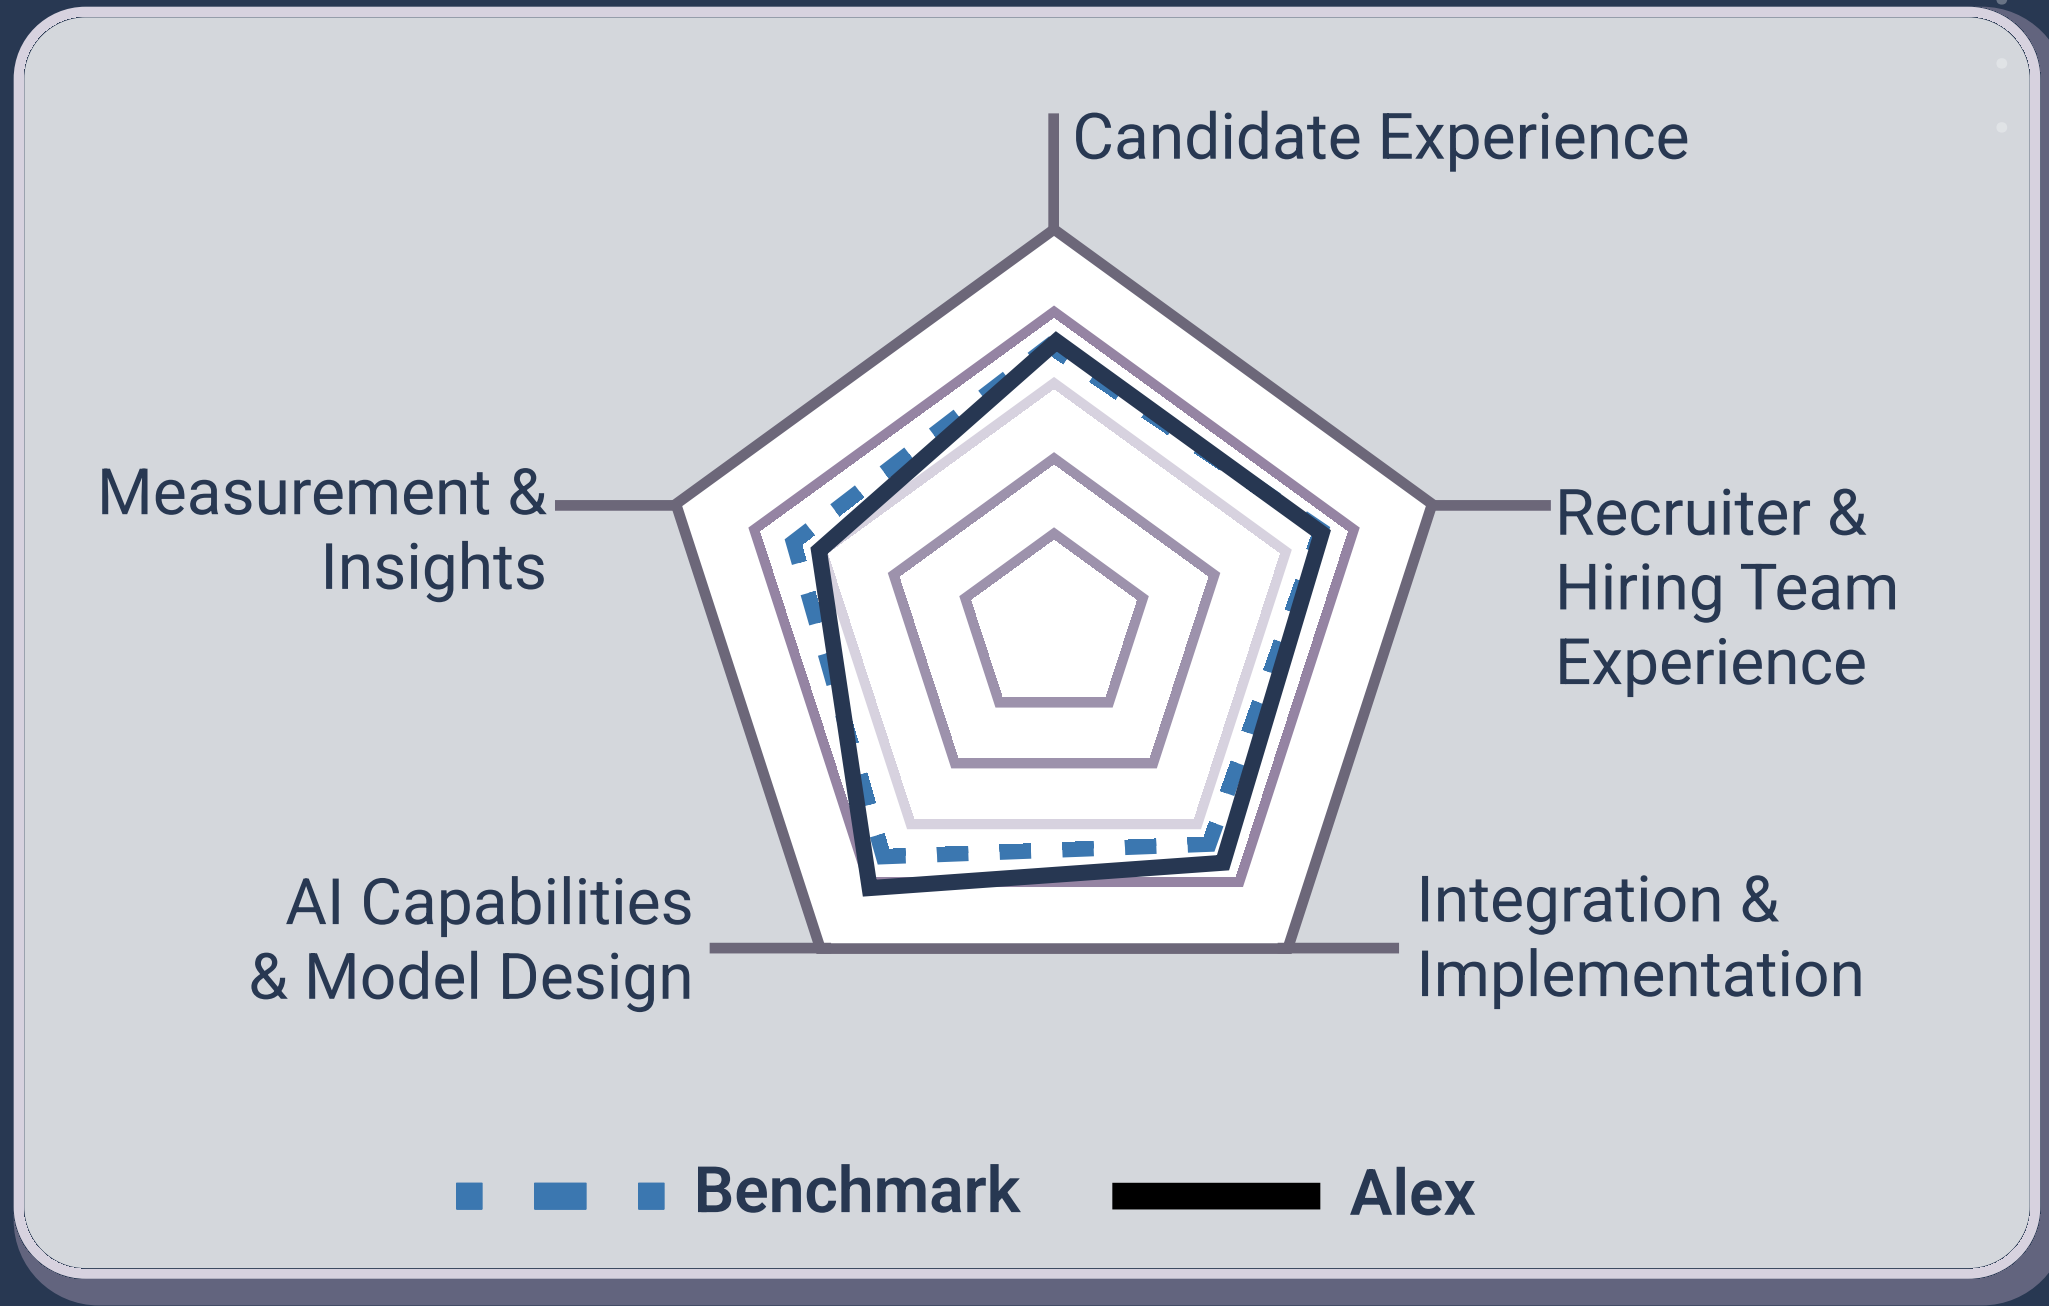 Candidate Experience
Measurement &
Insights
Recruiter &
Hiring Team
Experience
AI Capabilities
& Model Design
Integration &
Implementation
Benchmark
Alex